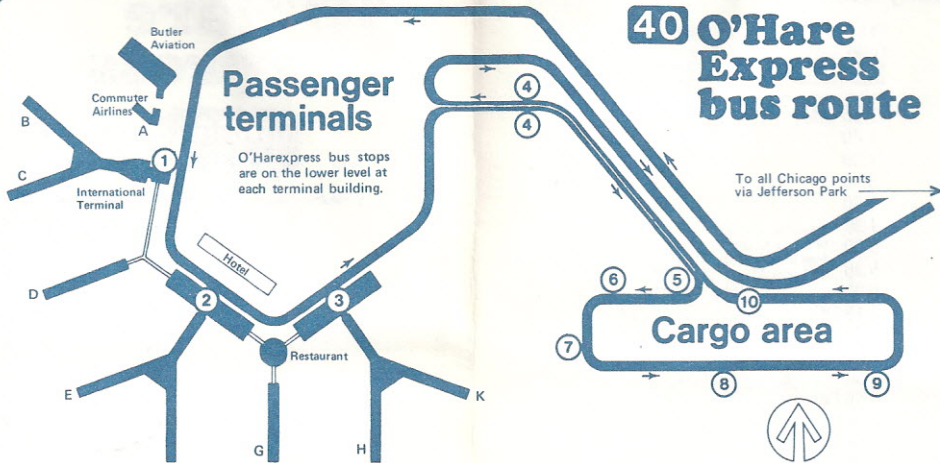 40 O'Hare
Express
bus route
Butler
Aviation
Passenger
terminals
Commuter
Airlines
A
B
C
O'Harexpress bus stops
are on the lower level at
each terminal building.
International
Terminal
To all Chicago points
via Jefferson Park
Hotel
D
E
G
H
K
Restaurant
Cargo area
1
2
3
4
4
5
6
7
8
9
10